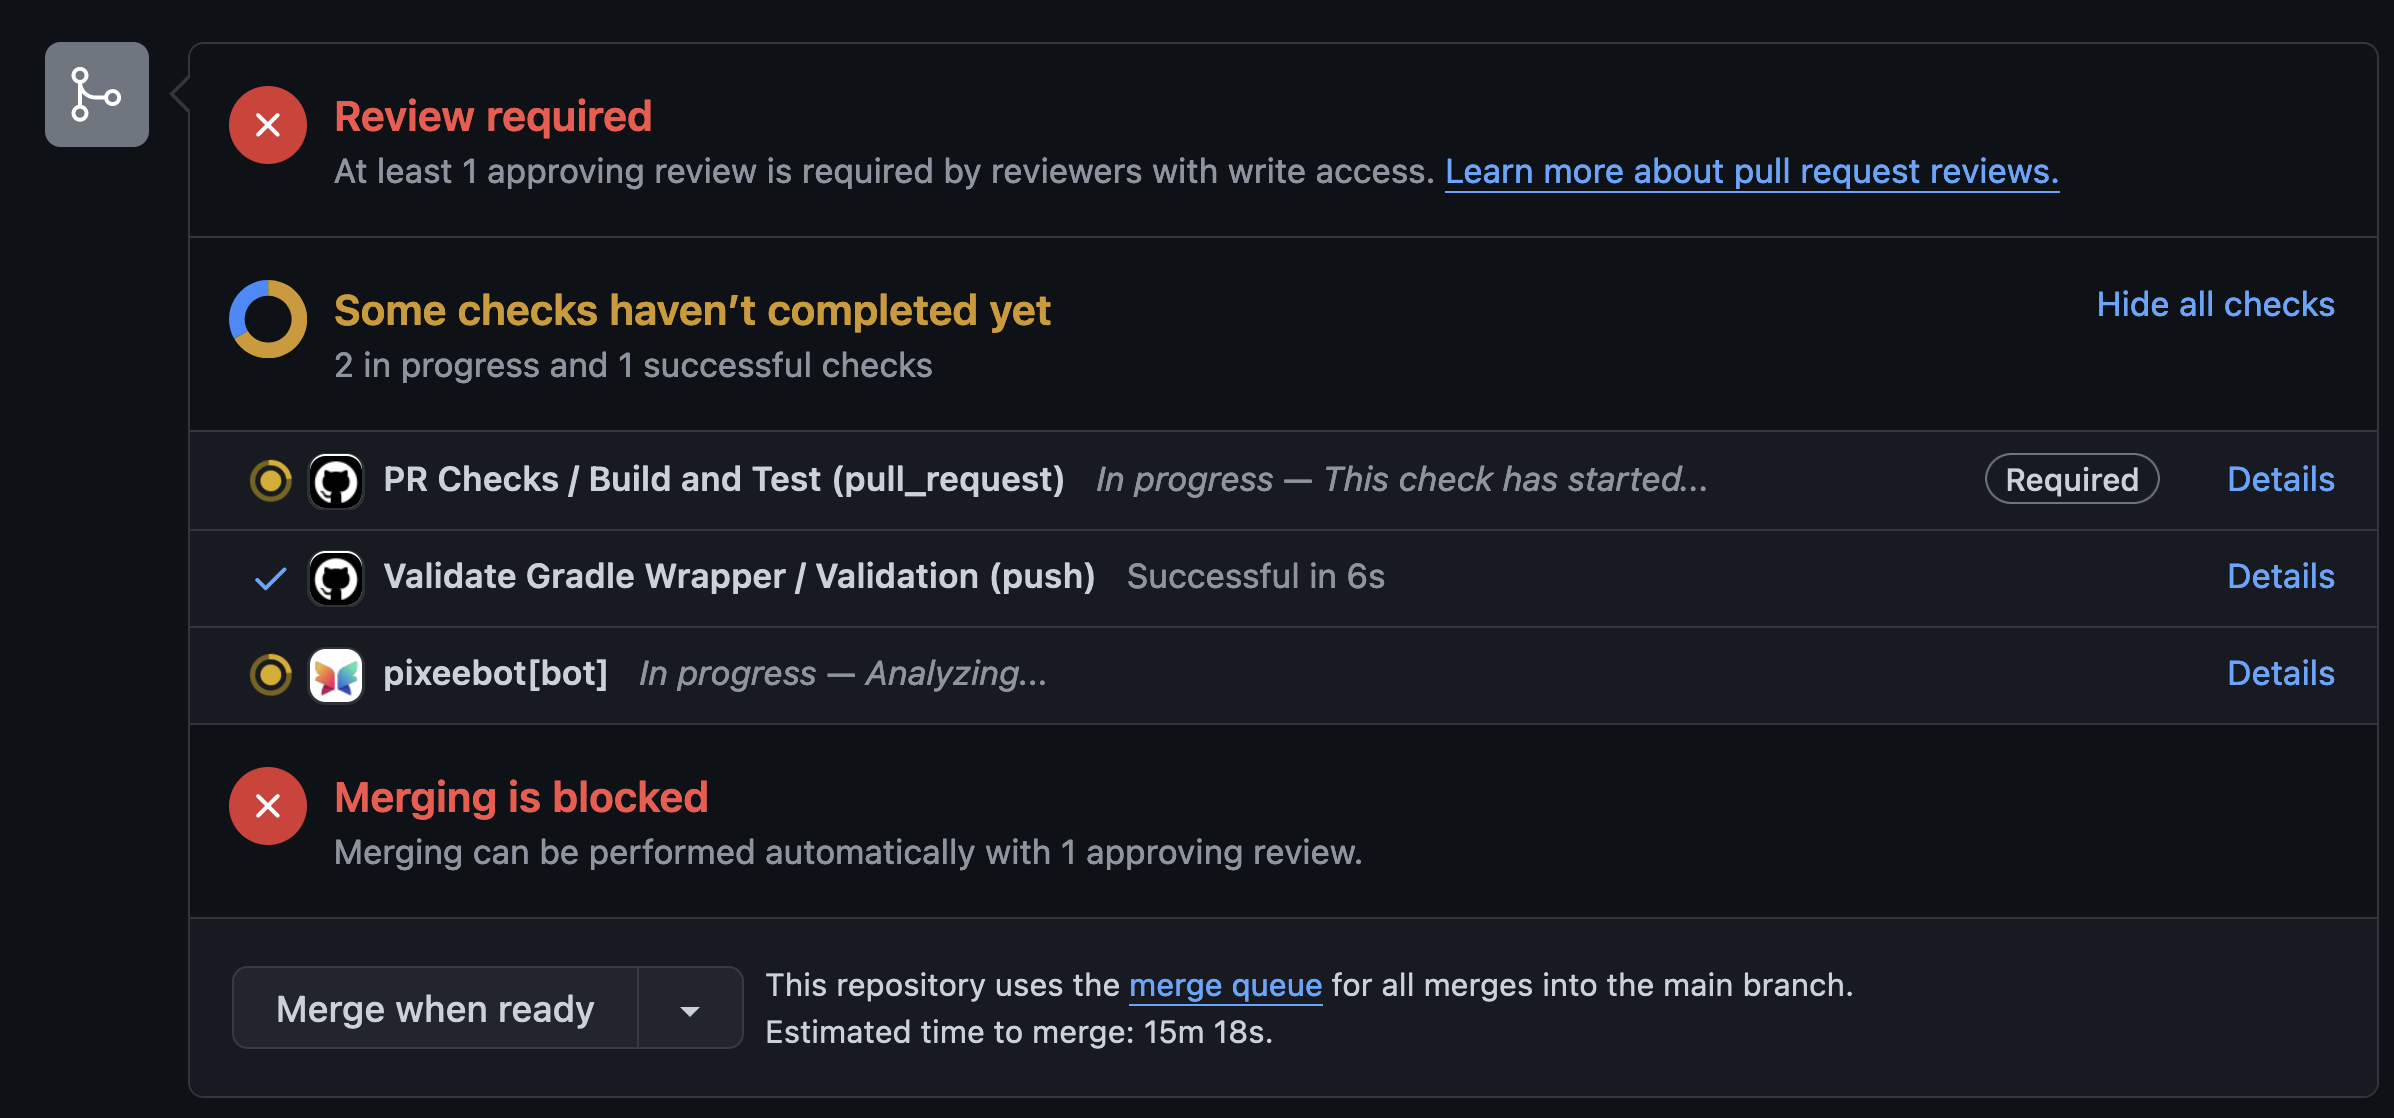 Review required
At least 1 approving review is required by reviewers with write access. Learn more about pull request reviews.
Some checks haven’t completed yet
Hide all checks
2 in progress and 1 successful checks
PR Checks / Build and Test (pull_request) In progress — This check has started... Required Details
Validate Gradle Wrapper / Validation (push) Successful in 6s Details
pixeebot[bot] In progress — Analyzing... Details
Merging is blocked
Merging can be performed automatically with 1 approving review.
Merge when ready
This repository uses the merge queue for all merges into the main branch.
Estimated time to merge: 15m 18s.